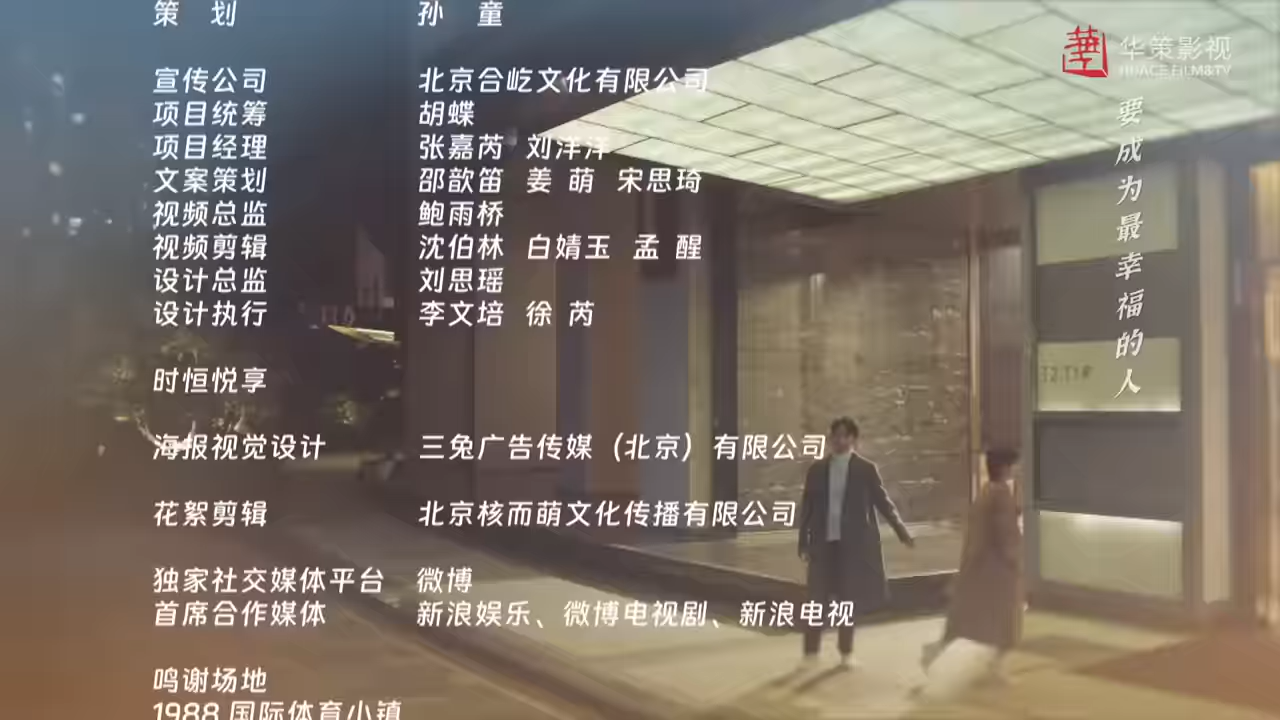 策 划 孙 童
宣传公司 北京合屹文化有限公司
项目统筹 胡蝶
项目经理 张嘉芮 刘洋洋
文案策划 邵歆笛 姜 萌 宋思琦
视频总监 鲍雨桥
视频剪辑 沈伯林 白婧玉 孟 醒
设计总监 刘思瑶
设计执行 李文培 徐 芮
时恒悦享
海报视觉设计 三兔广告传媒（北京）有限公司
花絮剪辑 北京核而萌文化传播有限公司
独家社交媒体平台 微博
首席合作媒体 新浪娱乐、微博电视剧、新浪电视
鸣谢场地
1988 国际体育小镇
華 华策影视
HUACE FILM&TV
要成为最幸福的人